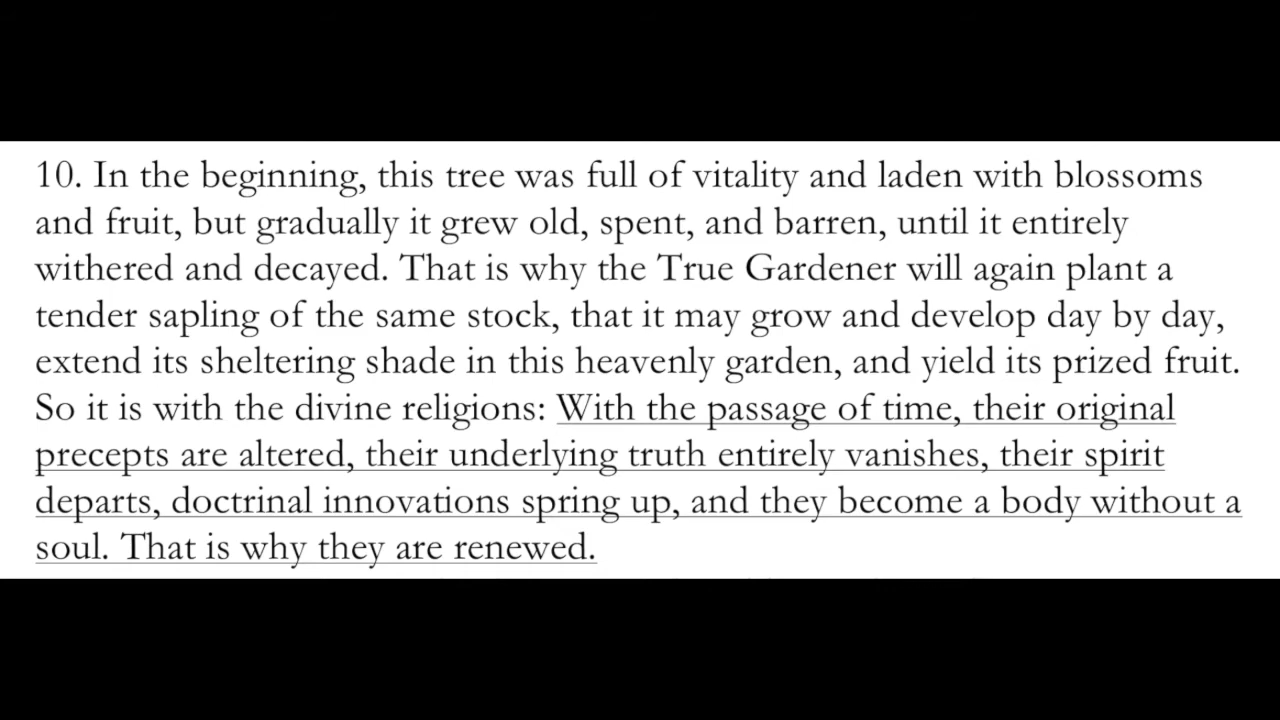 10. In the beginning, this tree was full of vitality and laden with blossoms
and fruit, but gradually it grew old, spent, and barren, until it entirely
withered and decayed. That is why the True Gardener will again plant a
tender sapling of the same stock, that it may grow and develop day by day,
extend its sheltering shade in this heavenly garden, and yield its prized fruit.
So it is with the divine religions: With the passage of time, their original
precepts are altered, their underlying truth entirely vanishes, their spirit
departs, doctrinal innovations spring up, and they become a body without a
soul. That is why they are renewed.